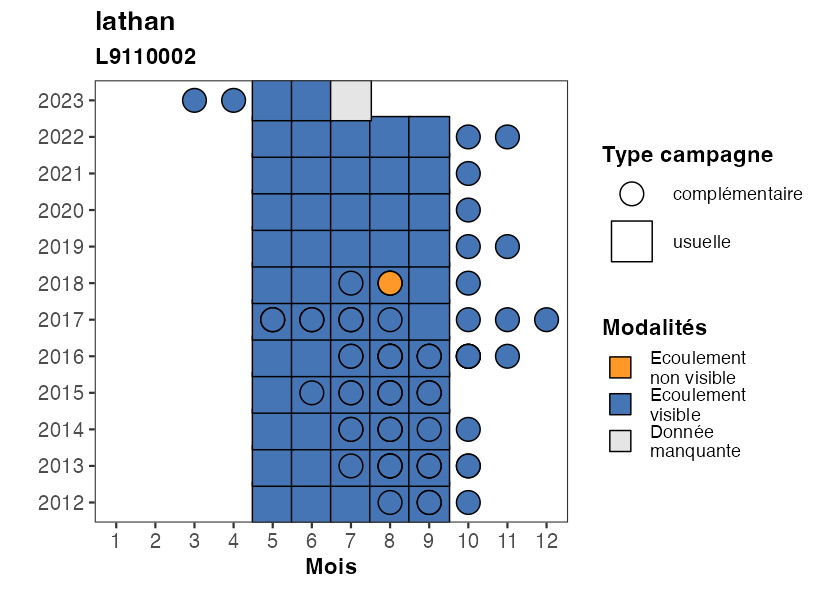 lathan
L9110002
2023
2022
2021
2020
2019
2018
2017
2016
2015
2014
2013
2012
1 2 3 4 5 6 7 8 9 10 11 12
Mois
Type campagne
complémentaire
usuelle
Modalités
Ecoulement
non visible
Ecoulement
visible
Donnée
manquante